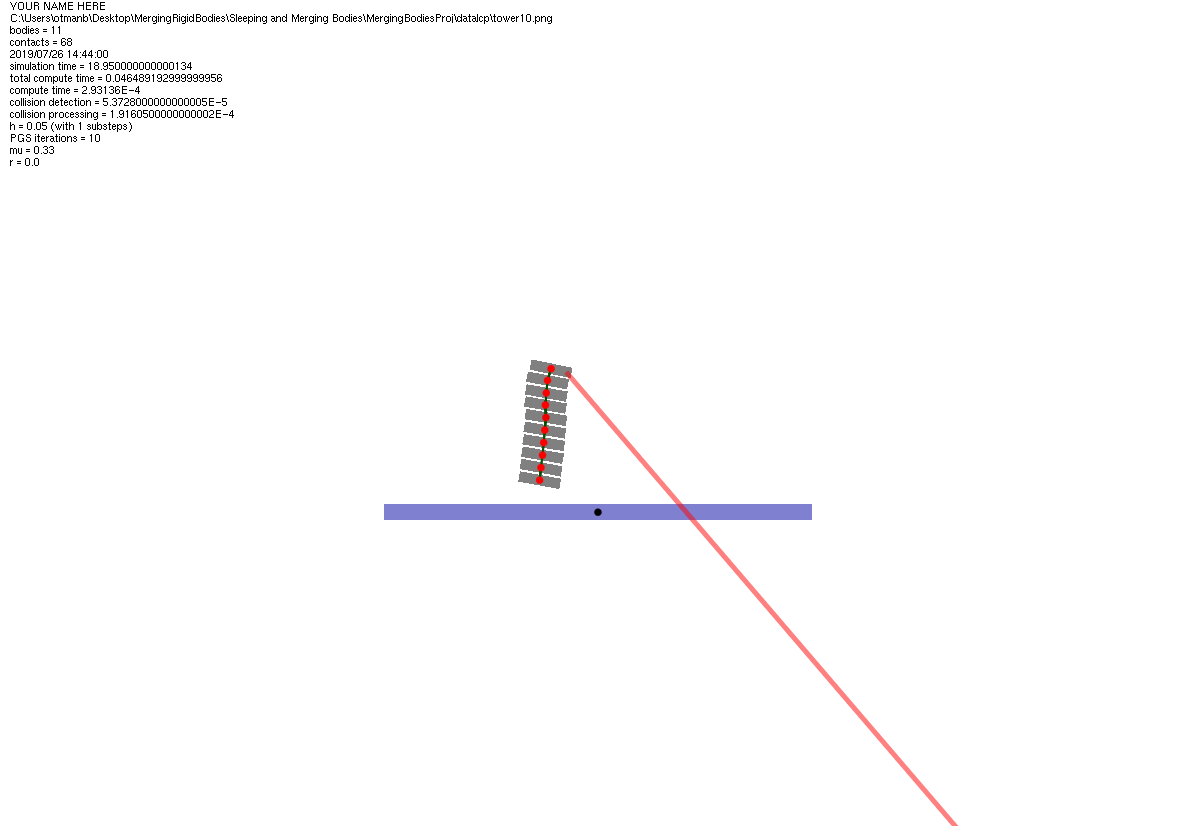 YOUR NAME HERE
C:\Users\otmanb\Desktop\MergingRigidBodies\Sleeping and Merging Bodies\MergingBodiesProj\datalcp\tower10.png
bodies = 11
contacts = 68
2019/07/26 14:44:00
simulation time = 18.950000000000134
total compute time = 0.046489192999999956
compute time = 2.93136E-4
collision detection = 5.3728000000000005E-5
collision processing = 1.9160500000000002E-4
h = 0.05 (with 1 substeps)
PGS iterations = 10
mu = 0.33
r = 0.0